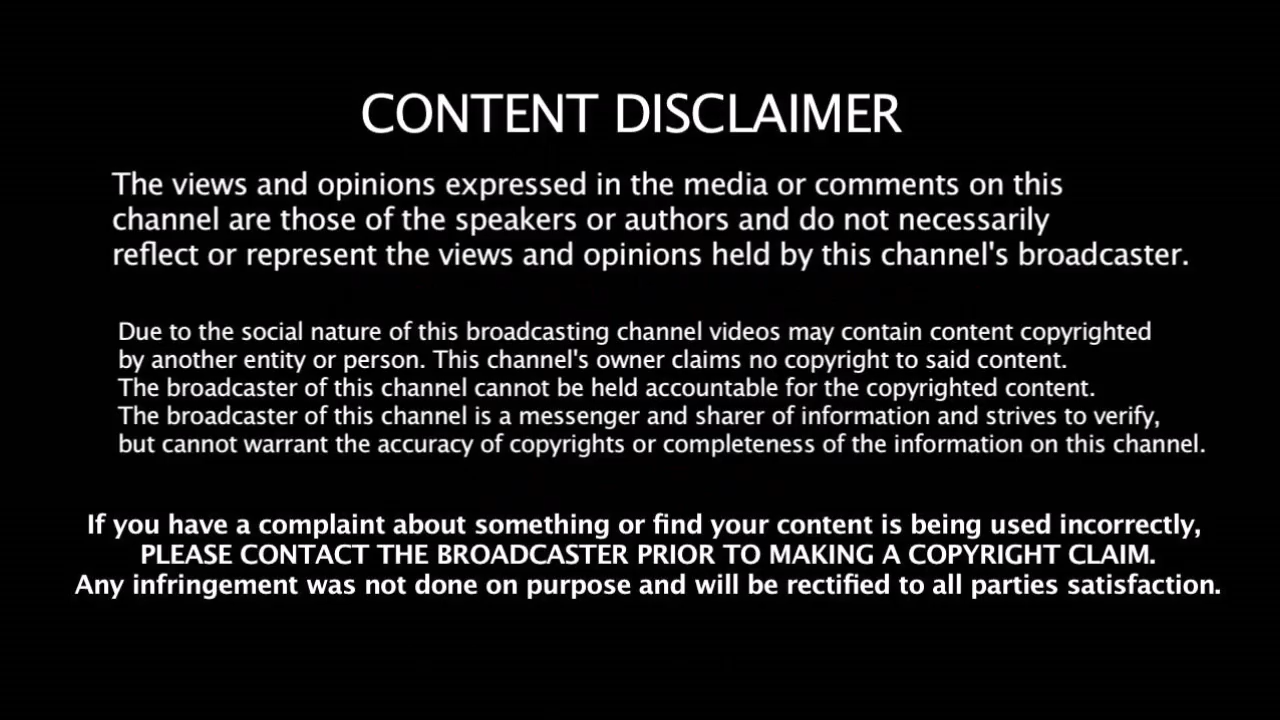 CONTENT DISCLAIMER
The views and opinions expressed in the media or comments on this
channel are those of the speakers or authors and do not necessarily
reflect or represent the views and opinions held by this channel's broadcaster.
Due to the social nature of this broadcasting channel videos may contain content copyrighted
by another entity or person. This channel's owner claims no copyright to said content.
The broadcaster of this channel cannot be held accountable for the copyrighted content.
The broadcaster of this channel is a messenger and sharer of information and strives to verify,
but cannot warrant the accuracy of copyrights or completeness of the information on this channel.
If you have a complaint about something or find your content is being used incorrectly,
PLEASE CONTACT THE BROADCASTER PRIOR TO MAKING A COPYRIGHT CLAIM.
Any infringement was not done on purpose and will be rectified to all parties satisfaction.